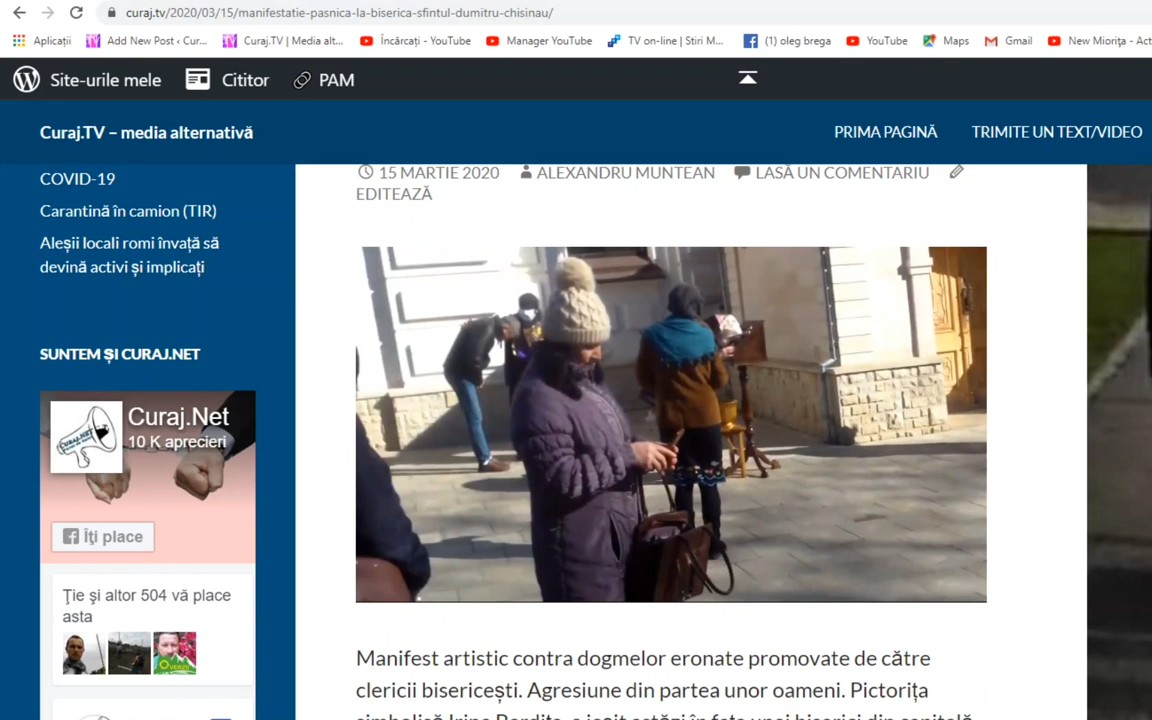 curaj.tv/2020/03/15/manifestatie-pasnica-la-biserica-sfintul-dumitru-chisinau/
Aplicații
Add New Post ‹ Cur...
Curaj.TV | Media alt...
Încărcați - YouTube
Manager YouTube
TV on-line | Stiri M...
(1) oleg brega
YouTube
Maps
Gmail
New Miorița - Act
Site-urile mele
Cititor
PAM
Curaj.TV – media alternativă
PRIMA PAGINĂ
TRIMITE UN TEXT/VIDEO
COVID-19
Carantină în camion (TIR)
Aleșii locali romi învață să
devină activi și implicați
SUNTEM ȘI CURAJ.NET
CURAJ.NET
Curaj.Net
10 K aprecieri
Îți place
Ţie şi altor 504 vă place
asta
15 MARTIE 2020
ALEXANDRU MUNTEAN
LASĂ UN COMENTARIU
EDITEAZĂ
Manifest artistic contra dogmelor eronate promovate de către
clericii bisericești. Agresiune din partea unor oameni. Pictorița